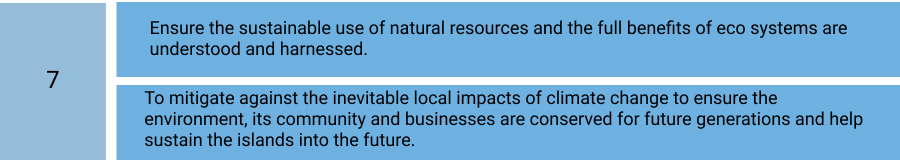 7
Ensure the sustainable use of natural resources and the full benefits of eco systems are
understood and harnessed.
To mitigate against the inevitable local impacts of climate change to ensure the
environment, its community and businesses are conserved for future generations and help
sustain the islands into the future.